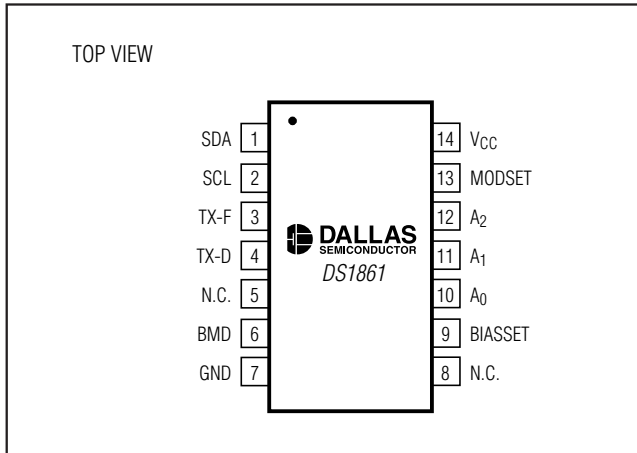 TOP VIEW
SDA 1
SCL 2
TX-F 3
TX-D 4
N.C. 5
BMD 6
GND 7
DALLAS
SEMICONDUCTOR
DS1861
14 VCC
13 MODSET
12 A2
11 A1
10 A0
9 BIASSET
8 N.C.